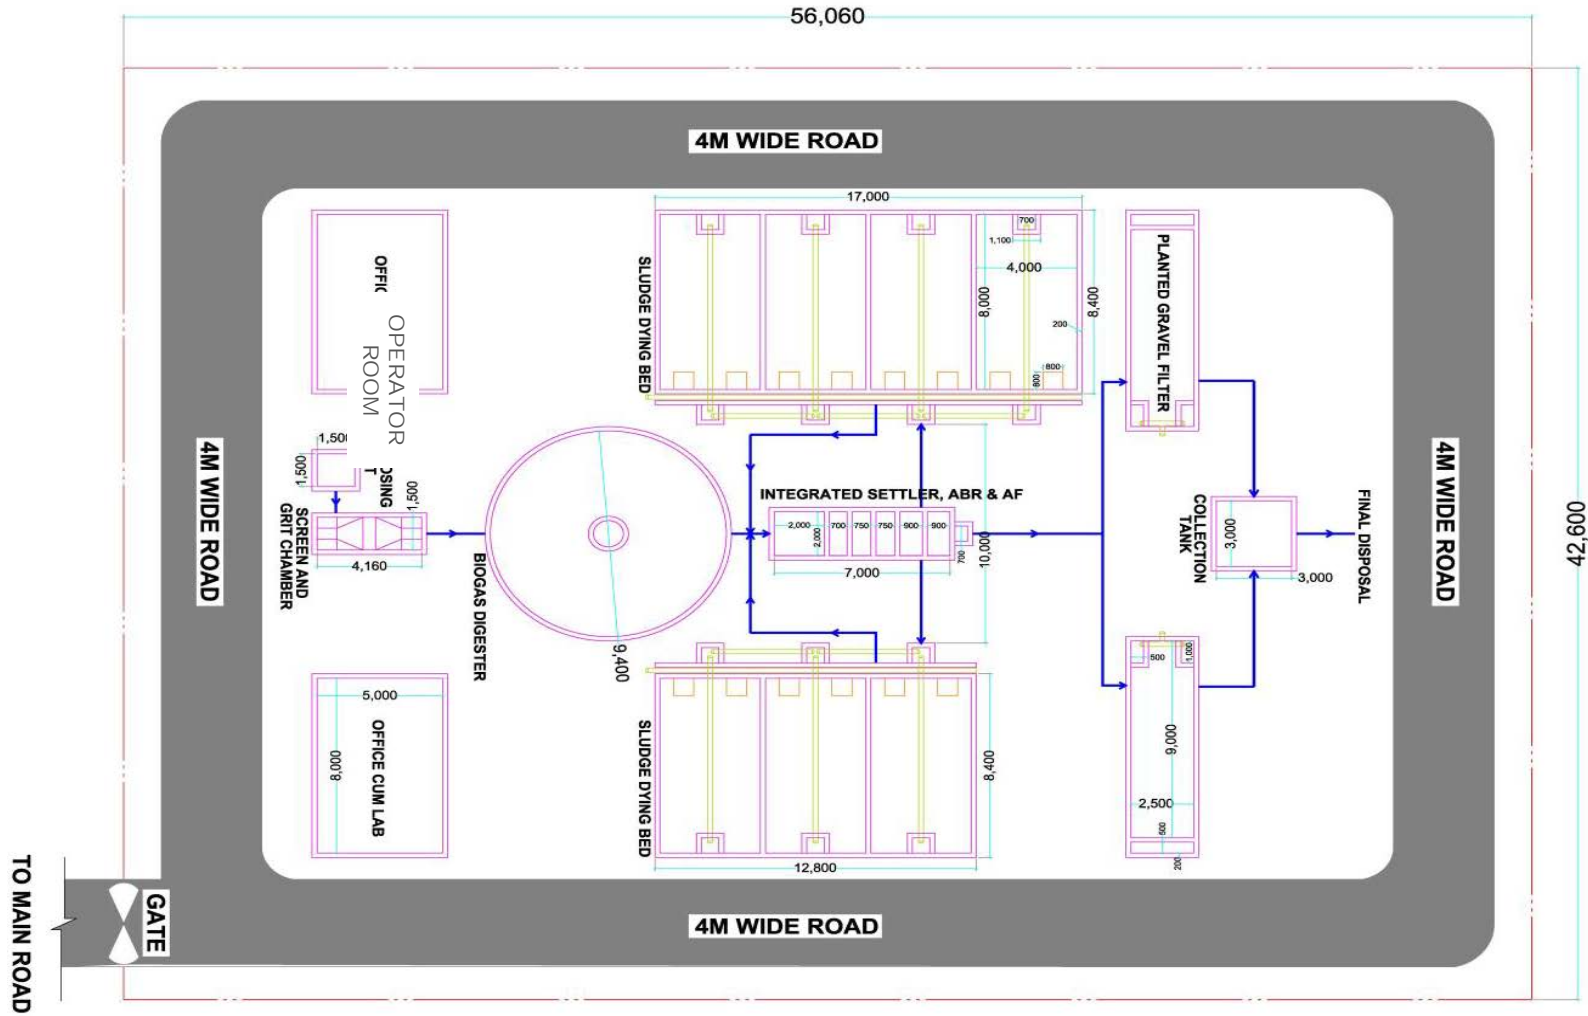 56,060
42,600
4M WIDE ROAD
4M WIDE ROAD
4M WIDE ROAD
4M WIDE ROAD
OPERATOR
ROOM
1,500
1,500
4,160
SCREEN AND
GRIT CHAMBER
BIOGAS DIGESTER
9,400
5,000
8,000
OFFICE CUM LAB
17,000
SLUDGE DYING BED
700
1,100
4,000
8,000
8,400
200
800
800
INTEGRATED SETTLER, ABR & AF
2,000
2,000
700
750
750
900
900
700
7,000
10,000
SLUDGE DYING BED
8,400
12,800
PLANTED GRAVEL FILTER
COLLECTION
TANK
3,000
3,000
FINAL DISPOSAL
500
1,000
9,000
2,500
200
GATE
TO MAIN ROAD